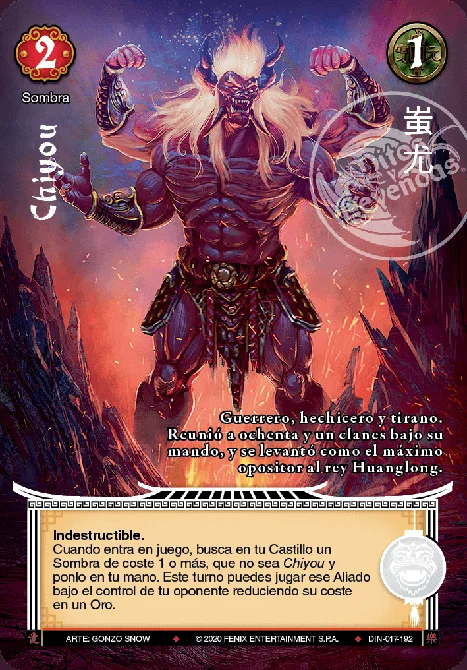 2
1
Sombra
Chiyou
蚩尤
Mitos y
Leyendas
Guerrero, hechicero y tirano.
Reunió a ochenta y un clanes bajo su
mando, y se levantó como el máximo
opositor al rey Huanglong.
Indestructible.
Cuando entra en juego, busca en tu Castillo un
Sombra de coste 1 o más, que no sea Chiyou y
ponlo en tu mano. Este turno puedes jugar ese Aliado
bajo el control de tu oponente reduciendo su coste
en un Oro.
ARTE: GONZO SNOW ◆ © 2020 FENIX ENTERTAINMENT S.P.A. ◆ DIN-017-192